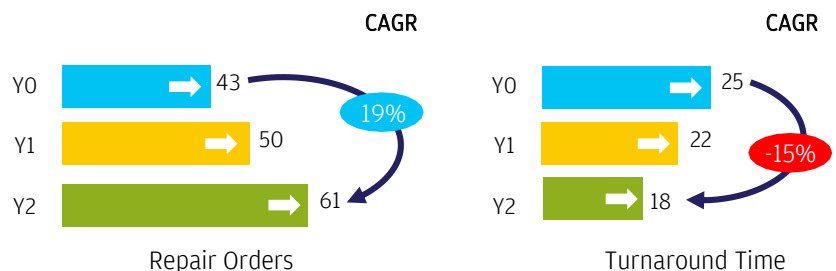 CAGR
Y0 43
19%
Y1 50
Y2 61
Repair Orders
CAGR
Y0 25
Y1 22
-15%
Y2 18
Turnaround Time